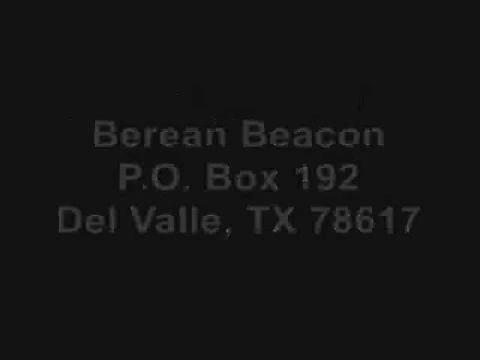 Berean Beacon
P.O. Box 192
Del Valle, TX 78617